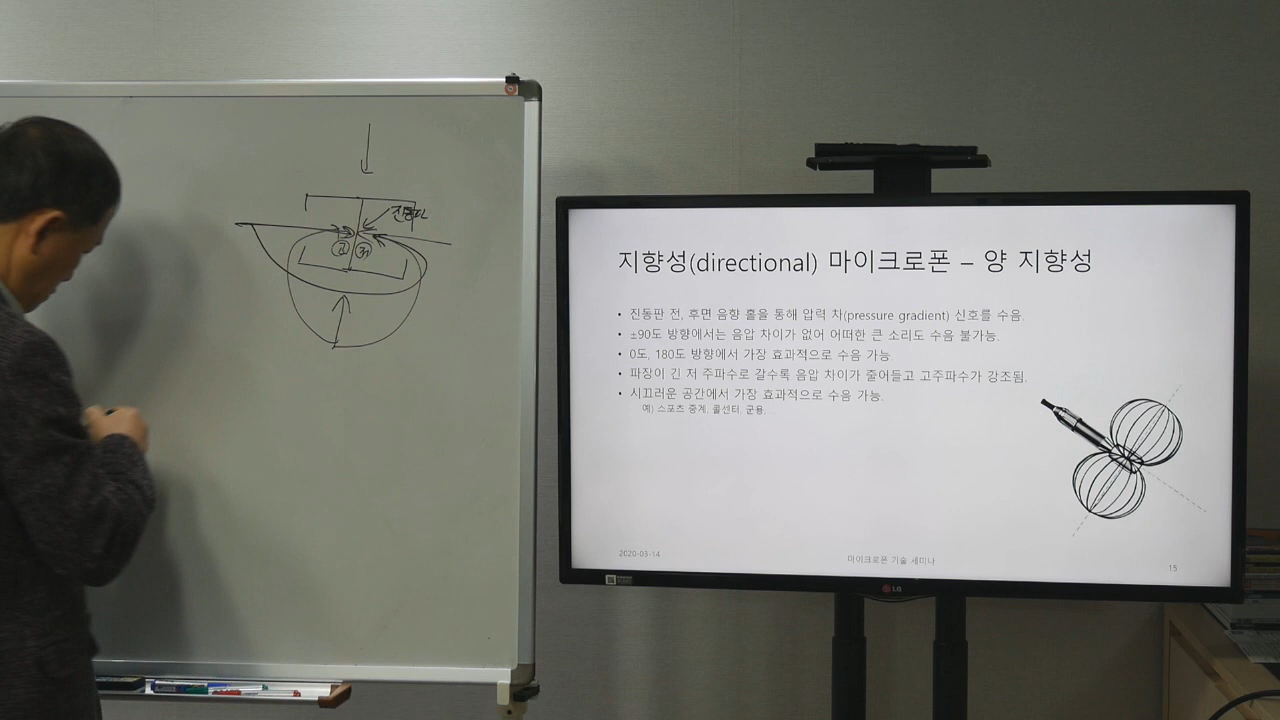 진동판
지향성(directional) 마이크로폰 – 양 지향성
• 진동판 전, 후면 음향 홀을 통해 압력 차(pressure gradient) 신호를 수음.
• ±90도 방향에서는 음압 차이가 없어 어떠한 큰 소리도 수음 불가능.
• 0도, 180도 방향에서 가장 효과적으로 수음 가능.
• 파장이 긴 저 주파수로 갈수록 음압 차이가 줄어들고 고주파수가 강조됨.
• 시끄러운 공간에서 가장 효과적으로 수음 가능.
예) 스포츠 중계, 콜센터, 군용,
2020-03-14
마이크로폰 기술 세미나
15
LG